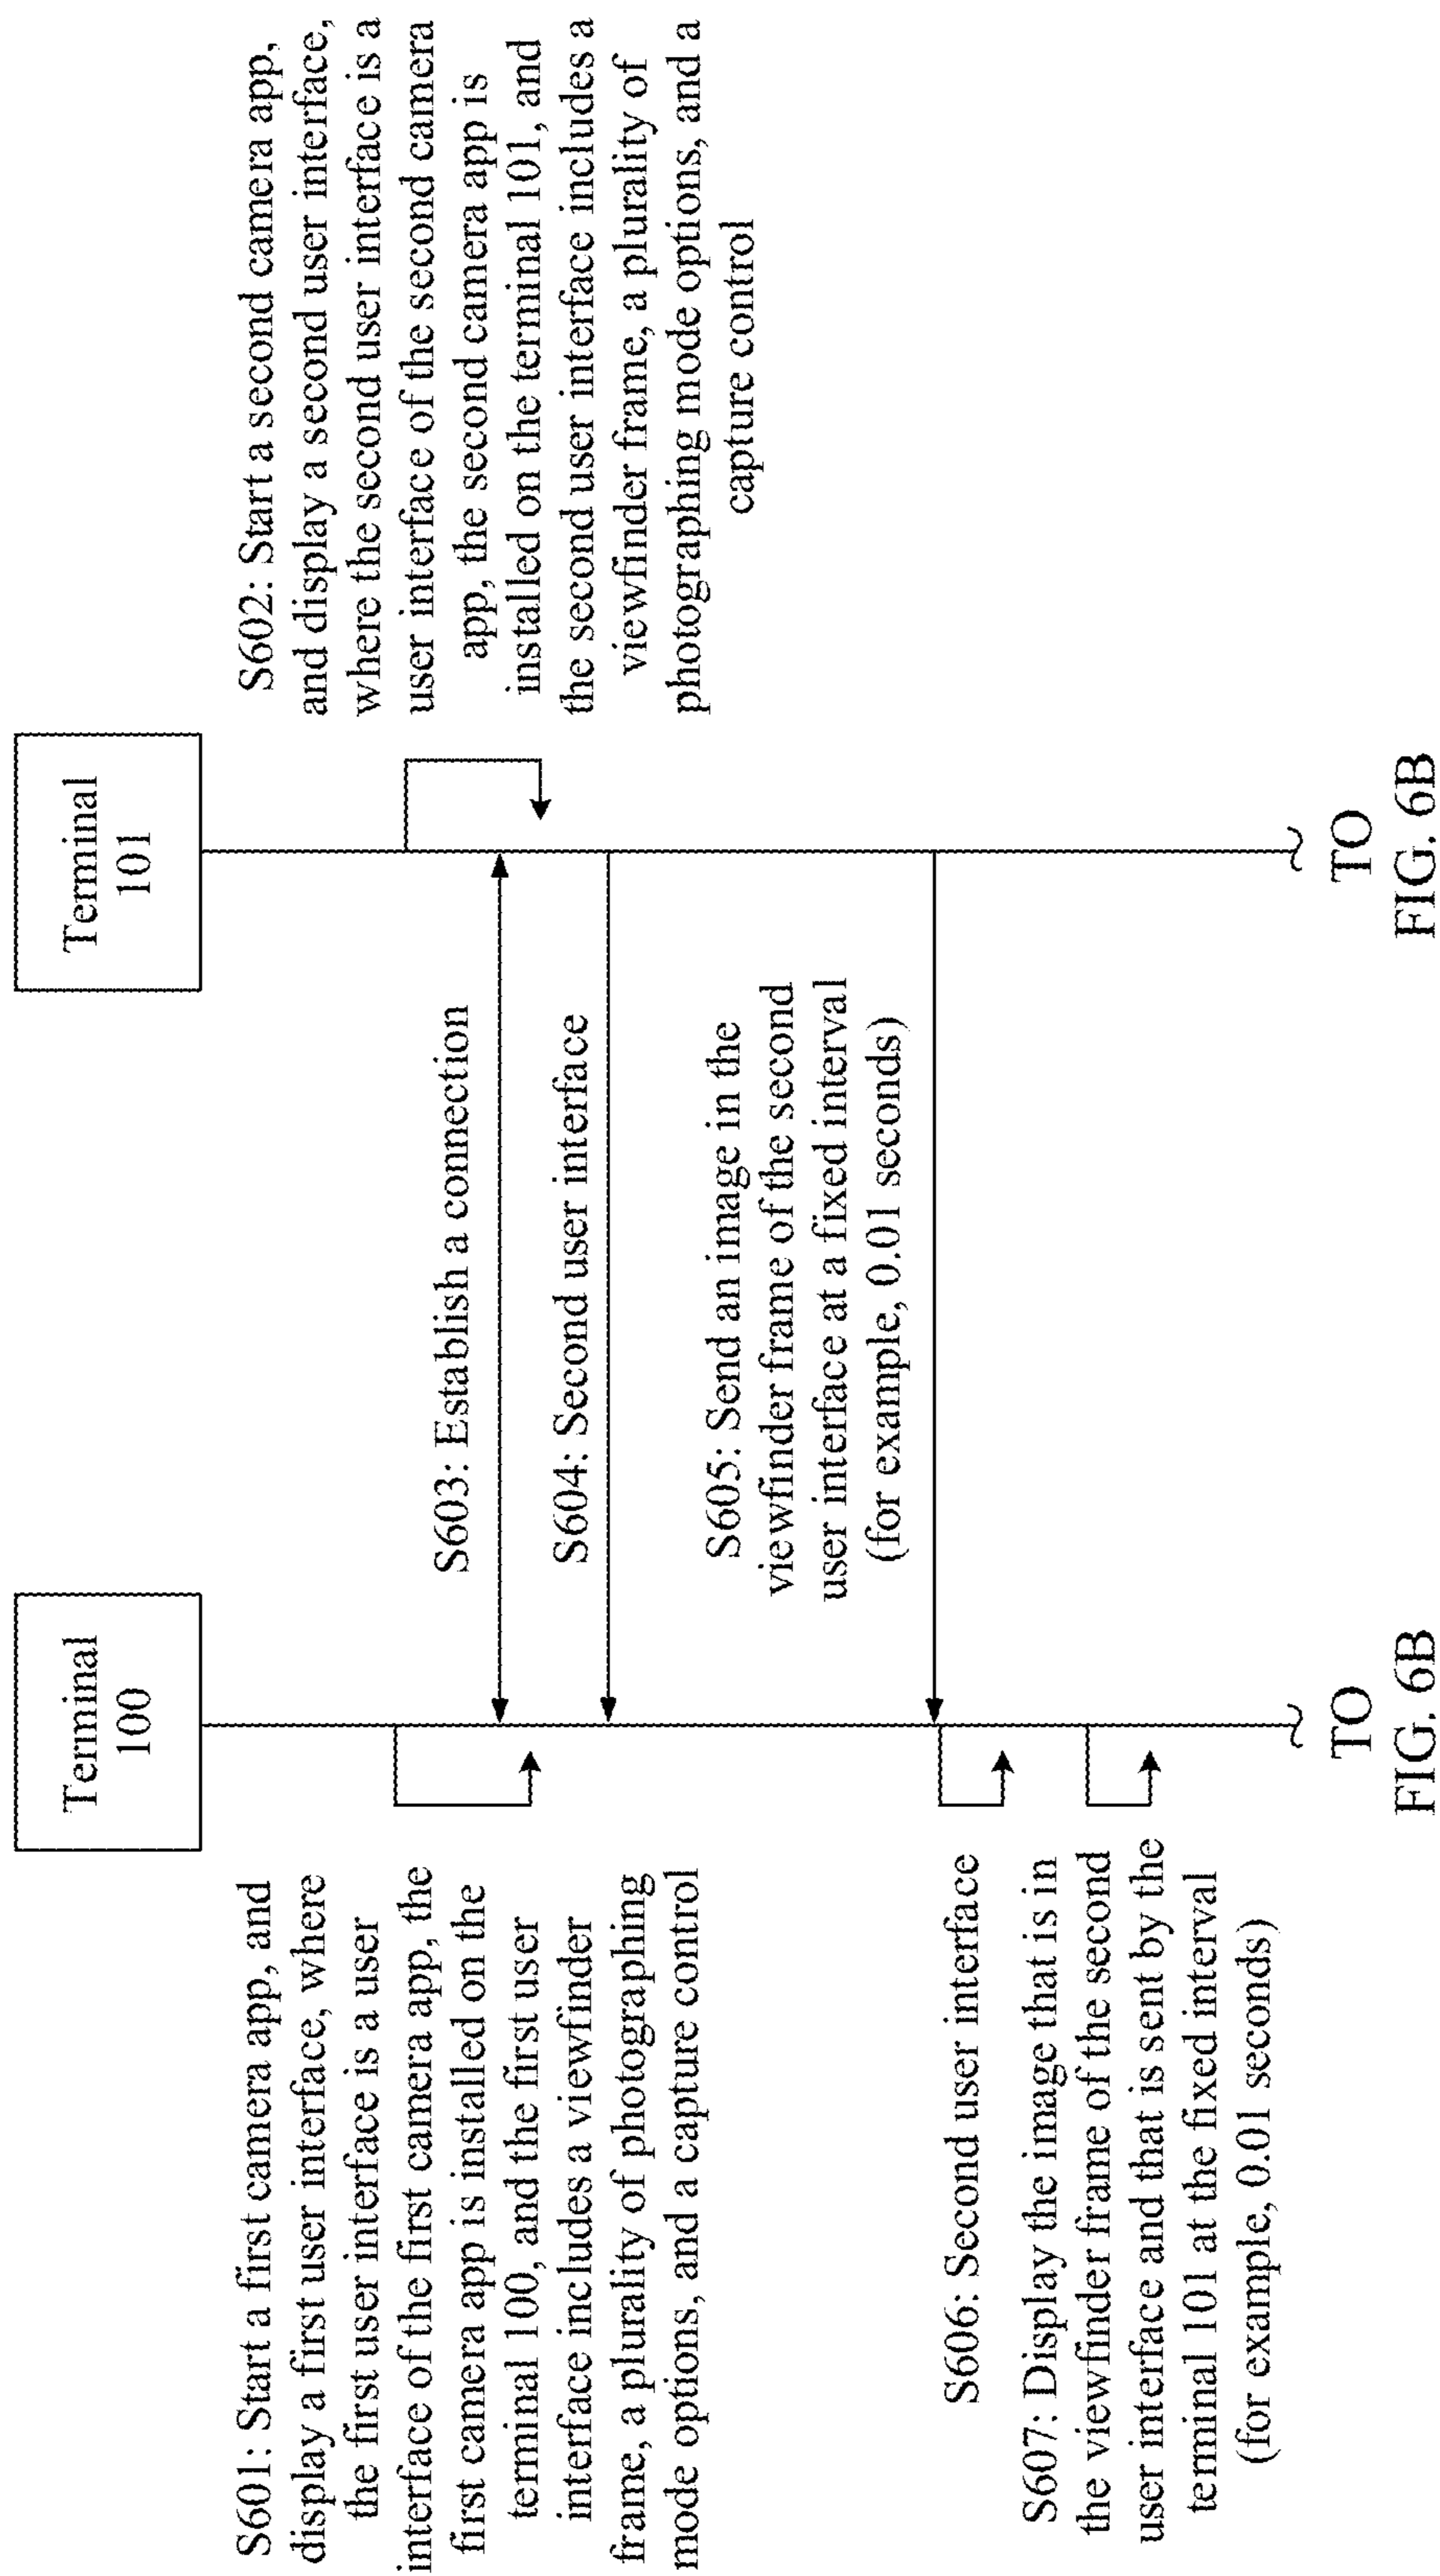 Terminal
100
Terminal
101
S601: Start a first camera app, and
display a first user interface, where
the first user interface is a user
interface of the first camera app, the
first camera app is installed on the
terminal 100, and the first user
interface includes a viewfinder
frame, a plurality of photographing
mode options, and a capture control
S602: Start a second camera app,
and display a second user interface,
where the second user interface is a
user interface of the second camera
app, the second camera app is
installed on the terminal 101, and
the second user interface includes a
viewfinder frame, a plurality of
photographing mode options, and a
capture control
S603: Establish a connection
S604: Second user interface
S605: Send an image in the
viewfinder frame of the second
user interface at a fixed interval
(for example, 0.01 seconds)
S606: Second user interface
S607: Display the image that is in
the viewfinder frame of the second
user interface and that is sent by the
terminal 101 at the fixed interval
(for example, 0.01 seconds)
TO
FIG. 6B
TO
FIG. 6B